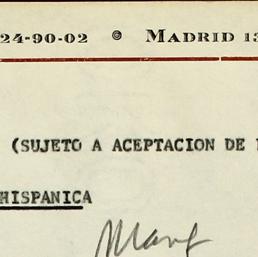 24-90-02 ◎ MADRID 13
(SUJETO A ACEPTACION DE
HISPANICA